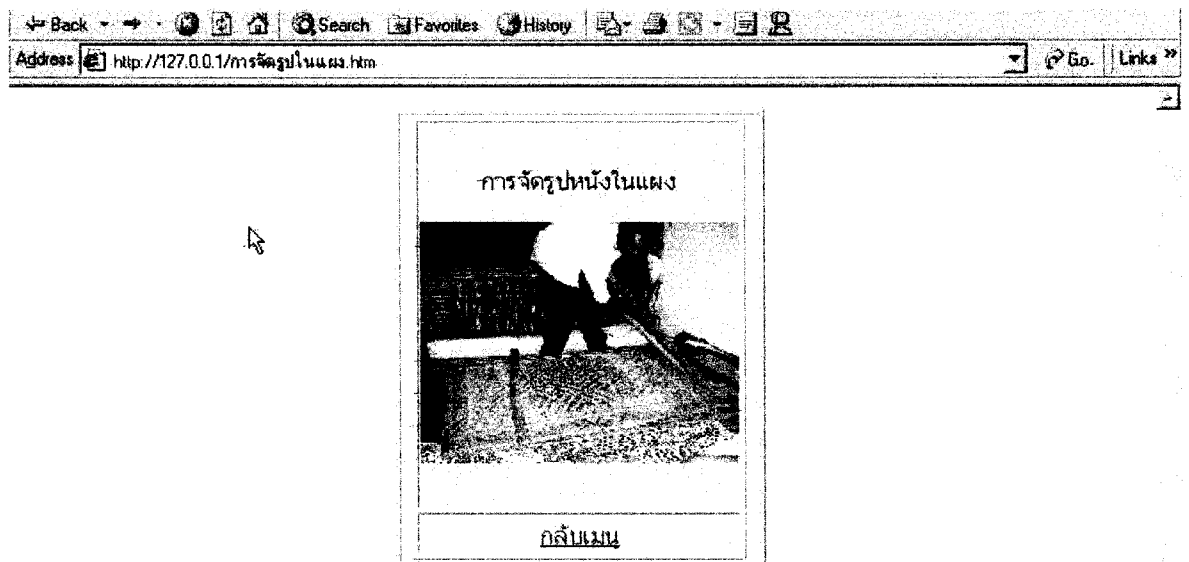 Back Search Favorites History
Address http://127.0.0.1/การจัดรูปในแผง.htm Go Links »
การจัดรูปหนังในแผง
กลับเมนู